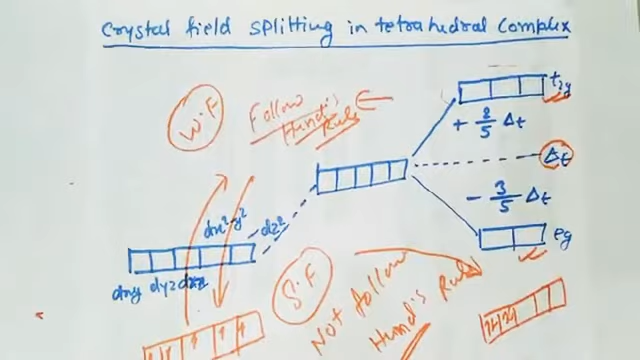 Crystal field splitting in tetrahedral complex
t2g
W.F
Follow
Hund's
Rule
+ 2/5 Δt
Δt
- 3/5 Δt
dx²-y²
dz²
eg
dxy dyz dxz
S.F
Not follow
Hund's Rule